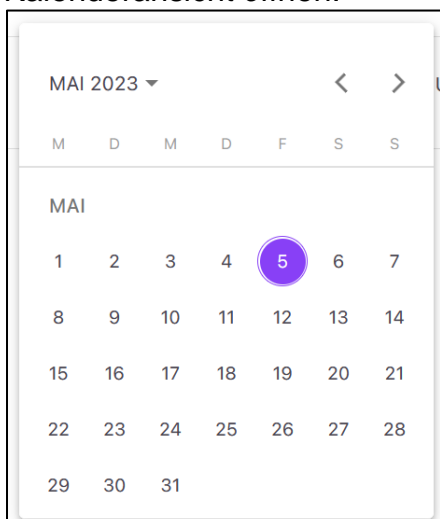 Kalenderansicht öffnen.
MAI 2023
M D M D F S S
MAI
1 2 3 4 5 6 7
8 9 10 11 12 13 14
15 16 17 18 19 20 21
22 23 24 25 26 27 28
29 30 31